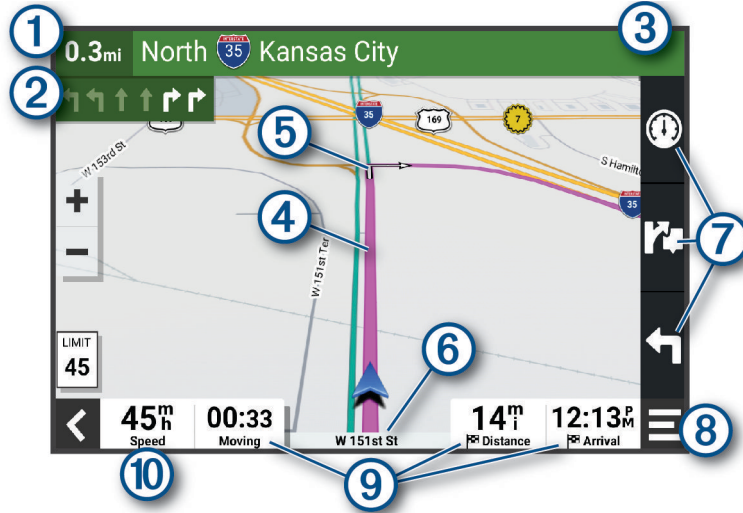 1
3
0.3mi North INTERSTATE 35 Kansas City
2
5
35
169
7
W 153rd St
S Hamilto
35
+
4
7
−
W 151st Ter
LIMIT
45
6
45mh 00:33 W 151st St 14mi 12:13PM
Speed Moving Distance Arrival
8
10
9